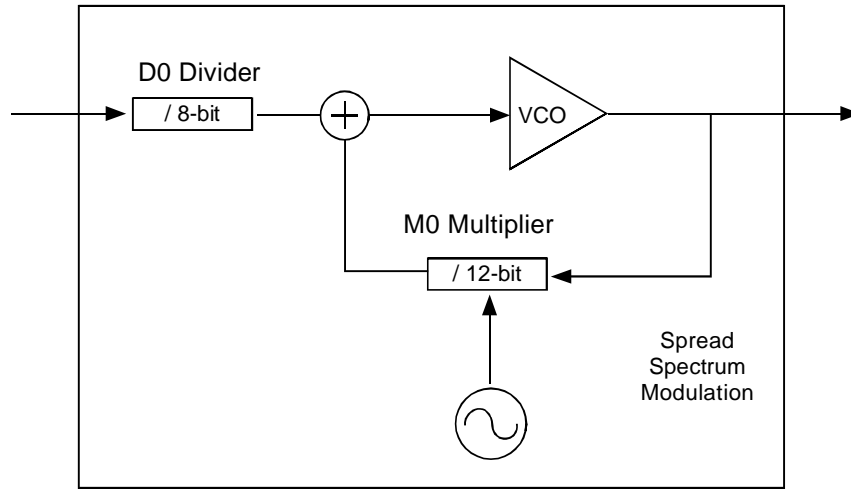 D0 Divider
/ 8-bit
VCO
M0 Multiplier
/ 12-bit
Spread
Spectrum
Modulation